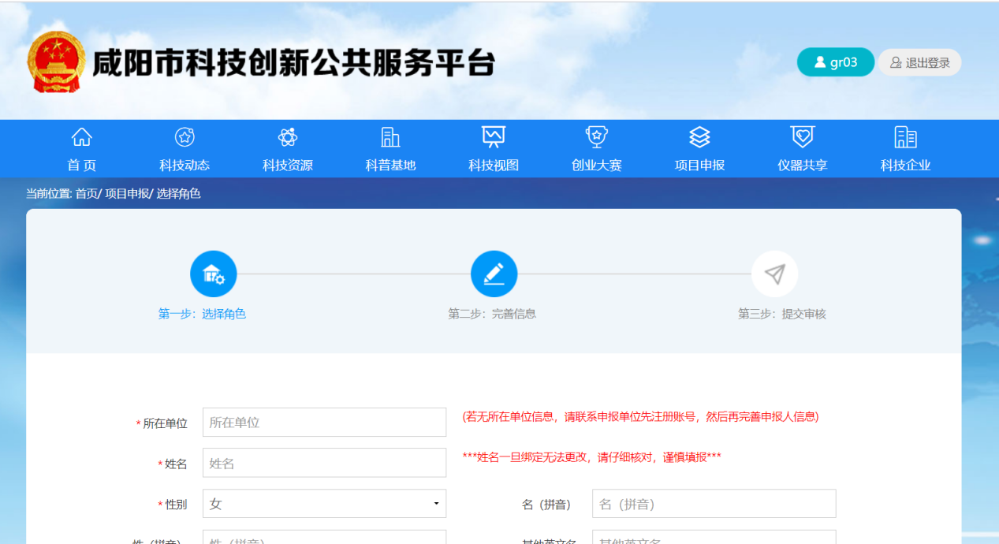 咸阳市科技创新公共服务平台
gr03
退出登录
首 页
科技动态
科技资源
科普基地
科技视图
创业大赛
项目申报
仪器共享
科技企业
当前位置: 首页/ 项目申报/ 选择角色
第一步：选择角色
第二步：完善信息
第三步：提交审核
* 所在单位
所在单位
(若无所在单位信息，请联系申报单位先注册账号，然后再完善申报人信息)
* 姓名
姓名
***姓名一旦绑定无法更改，请仔细核对，谨慎填报***
* 性别
女
名（拼音）
名（拼音）
姓（拼音）
姓（拼音）
其他英文名
其他英文名